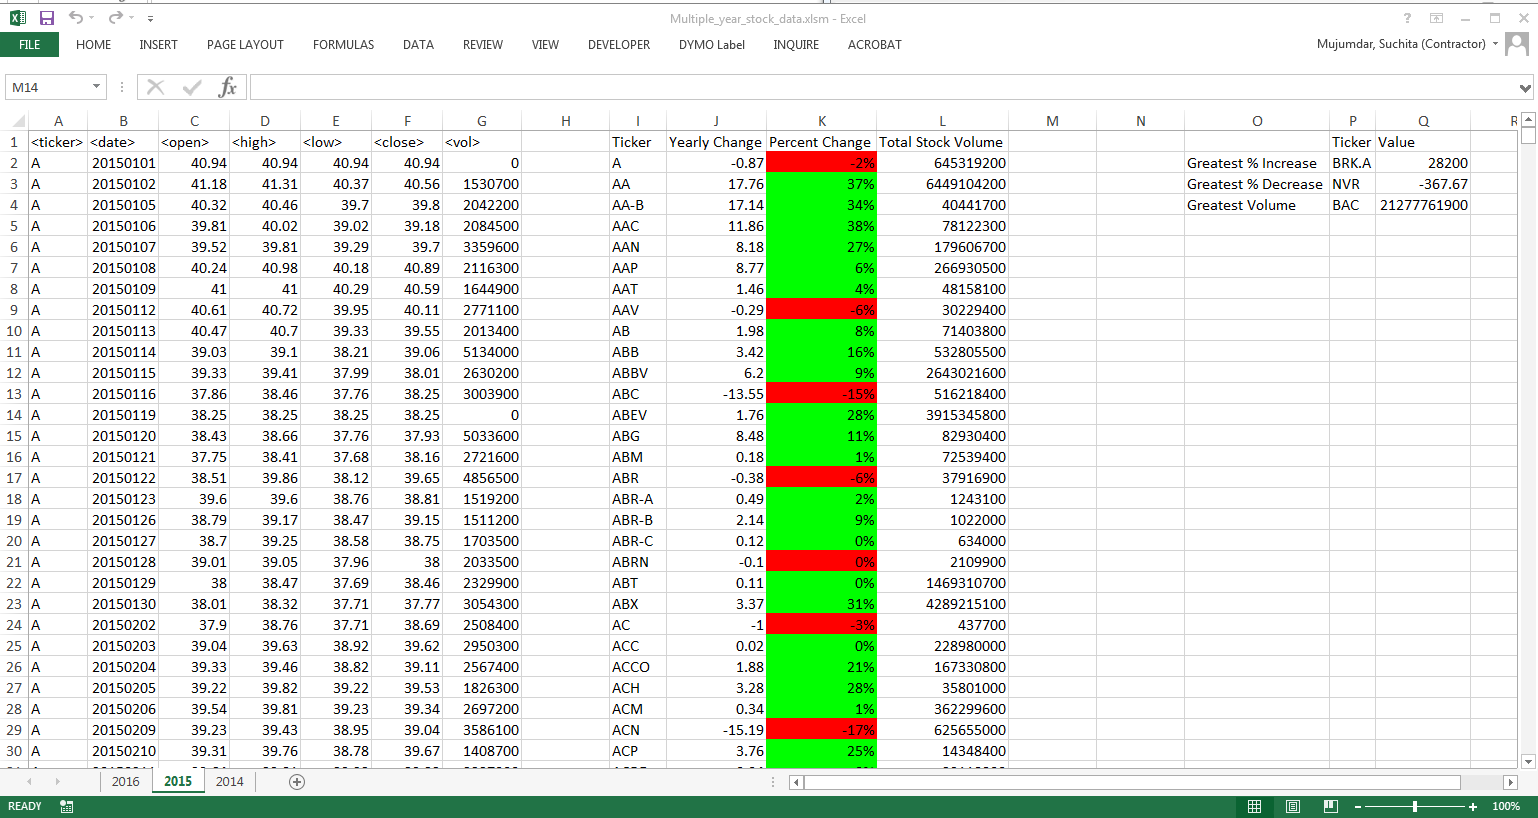 Multiple_year_stock_data.xlsm - Excel
?
FILE HOME INSERT PAGE LAYOUT FORMULAS DATA REVIEW VIEW DEVELOPER DYMO Label INQUIRE ACROBAT Mujumdar, Suchita (Contractor)
M14 fx
A B C D E F G H I J K L M N O P Q R
1 <ticker> <date> <open> <high> <low> <close> <vol> Ticker Yearly Change Percent Change Total Stock Volume Ticker Value
2 A 20150101 40.94 40.94 40.94 40.94 0 A -0.87 -2% 645319200 Greatest % Increase BRK.A 28200
3 A 20150102 41.18 41.31 40.37 40.56 1530700 AA 17.76 37% 6449104200 Greatest % Decrease NVR -367.67
4 A 20150105 40.32 40.46 39.7 39.8 2042200 AA-B 17.14 34% 40441700 Greatest Volume BAC 21277761900
5 A 20150106 39.81 40.02 39.02 39.18 2084500 AAC 11.86 38% 78122300
6 A 20150107 39.52 39.81 39.29 39.7 3359600 AAN 8.18 27% 179606700
7 A 20150108 40.24 40.98 40.18 40.89 2116300 AAP 8.77 6% 266930500
8 A 20150109 41 41 40.29 40.59 1644900 AAT 1.46 4% 48158100
9 A 20150112 40.61 40.72 39.95 40.11 2771100 AAV -0.29 -6% 30229400
10 A 20150113 40.47 40.7 39.33 39.55 2013400 AB 1.98 8% 71403800
11 A 20150114 39.03 39.1 38.21 39.06 5134000 ABB 3.42 16% 532805500
12 A 20150115 39.33 39.41 37.99 38.01 2630200 ABBV 6.2 9% 2643021600
13 A 20150116 37.86 38.46 37.76 38.25 3003900 ABC -13.55 -15% 516218400
14 A 20150119 38.25 38.25 38.25 38.25 0 ABEV 1.76 28% 3915345800
15 A 20150120 38.43 38.66 37.76 37.93 5033600 ABG 8.48 11% 82930400
16 A 20150121 37.75 38.41 37.68 38.16 2721600 ABM 0.18 1% 72539400
17 A 20150122 38.51 39.86 38.12 39.65 4856500 ABR -0.38 -6% 37916900
18 A 20150123 39.6 39.6 38.76 38.81 1519200 ABR-A 0.49 2% 1243100
19 A 20150126 38.79 39.17 38.47 39.15 1511200 ABR-B 2.14 9% 1022000
20 A 20150127 38.7 39.25 38.58 38.75 1703500 ABR-C 0.12 0% 634000
21 A 20150128 39.01 39.05 37.96 38 2033500 ABRN -0.1 0% 2109900
22 A 20150129 38 38.47 37.69 38.46 2329900 ABT 0.11 0% 1469310700
23 A 20150130 38.01 38.32 37.71 37.77 3054300 ABX 3.37 31% 4289215100
24 A 20150202 37.9 38.76 37.71 38.69 2508400 AC -1 -3% 437700
25 A 20150203 39.04 39.63 38.92 39.62 2950300 ACC 0.02 0% 228980000
26 A 20150204 39.33 39.46 38.82 39.11 2567400 ACCO 1.88 21% 167330800
27 A 20150205 39.22 39.82 39.22 39.53 1826300 ACH 3.28 28% 35801000
28 A 20150206 39.54 39.81 39.23 39.34 2697200 ACM 0.34 1% 362299600
29 A 20150209 39.23 39.43 38.95 39.04 3586100 ACN -15.19 -17% 625655000
30 A 20150210 39.31 39.76 38.78 39.67 1408700 ACP 3.76 25% 14348400
2016 2015 2014
READY 100%